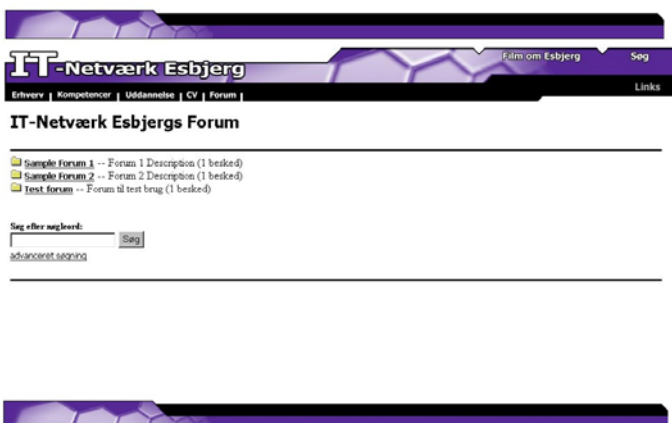 Film om Esbjerg Søg
IT-Netværk Esbjerg
Links
Erhverv | Kompetencer | Uddannelse | CV | Forum |
IT-Netværk Esbjergs Forum
Sample Forum 1 -- Forum 1 Description (1 besked)
Sample Forum 2 -- Forum 2 Description (1 besked)
Test forum -- Forum til test brug (1 besked)
Søg efter nøgleord:
Søg
advanceret søgning